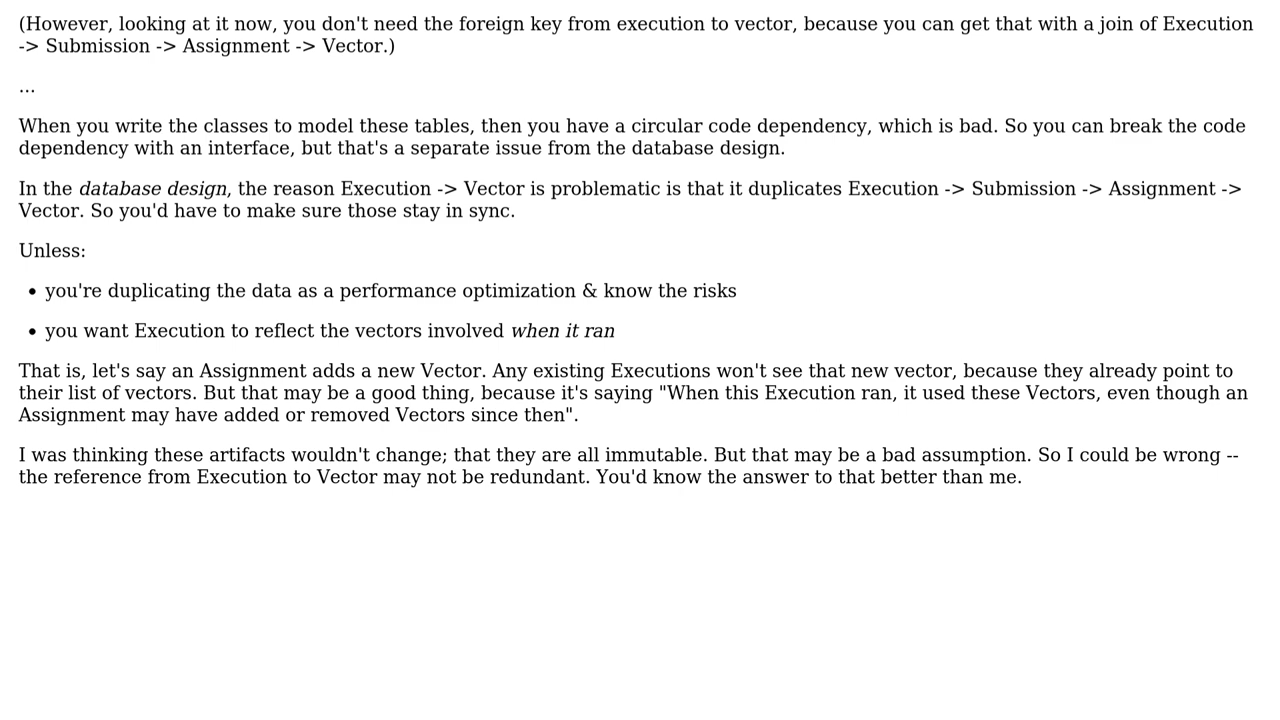 (However, looking at it now, you don't need the foreign key from execution to vector, because you can get that with a join of Execution
-> Submission -> Assignment -> Vector.)
...
When you write the classes to model these tables, then you have a circular code dependency, which is bad. So you can break the code
dependency with an interface, but that's a separate issue from the database design.
In the database design, the reason Execution -> Vector is problematic is that it duplicates Execution -> Submission -> Assignment ->
Vector. So you'd have to make sure those stay in sync.
Unless:
• you're duplicating the data as a performance optimization & know the risks
• you want Execution to reflect the vectors involved when it ran
That is, let's say an Assignment adds a new Vector. Any existing Executions won't see that new vector, because they already point to
their list of vectors. But that may be a good thing, because it's saying "When this Execution ran, it used these Vectors, even though an
Assignment may have added or removed Vectors since then".
I was thinking these artifacts wouldn't change; that they are all immutable. But that may be a bad assumption. So I could be wrong --
the reference from Execution to Vector may not be redundant. You'd know the answer to that better than me.